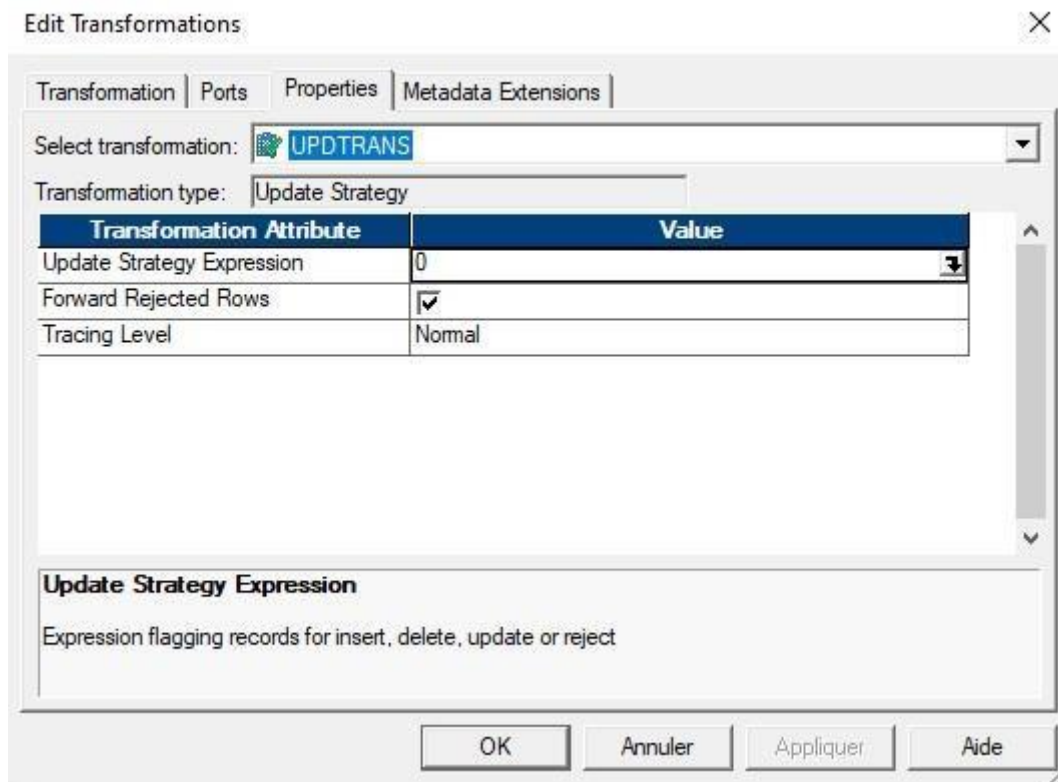 Edit Transformations
Transformation Ports Properties Metadata Extensions
Select transformation: UPDTRANS
Transformation type: Update Strategy
Transformation Attribute Value
Update Strategy Expression 0
Forward Rejected Rows
Tracing Level Normal
Update Strategy Expression
Expression flagging records for insert, delete, update or reject
OK Annuler Appliquer Aide